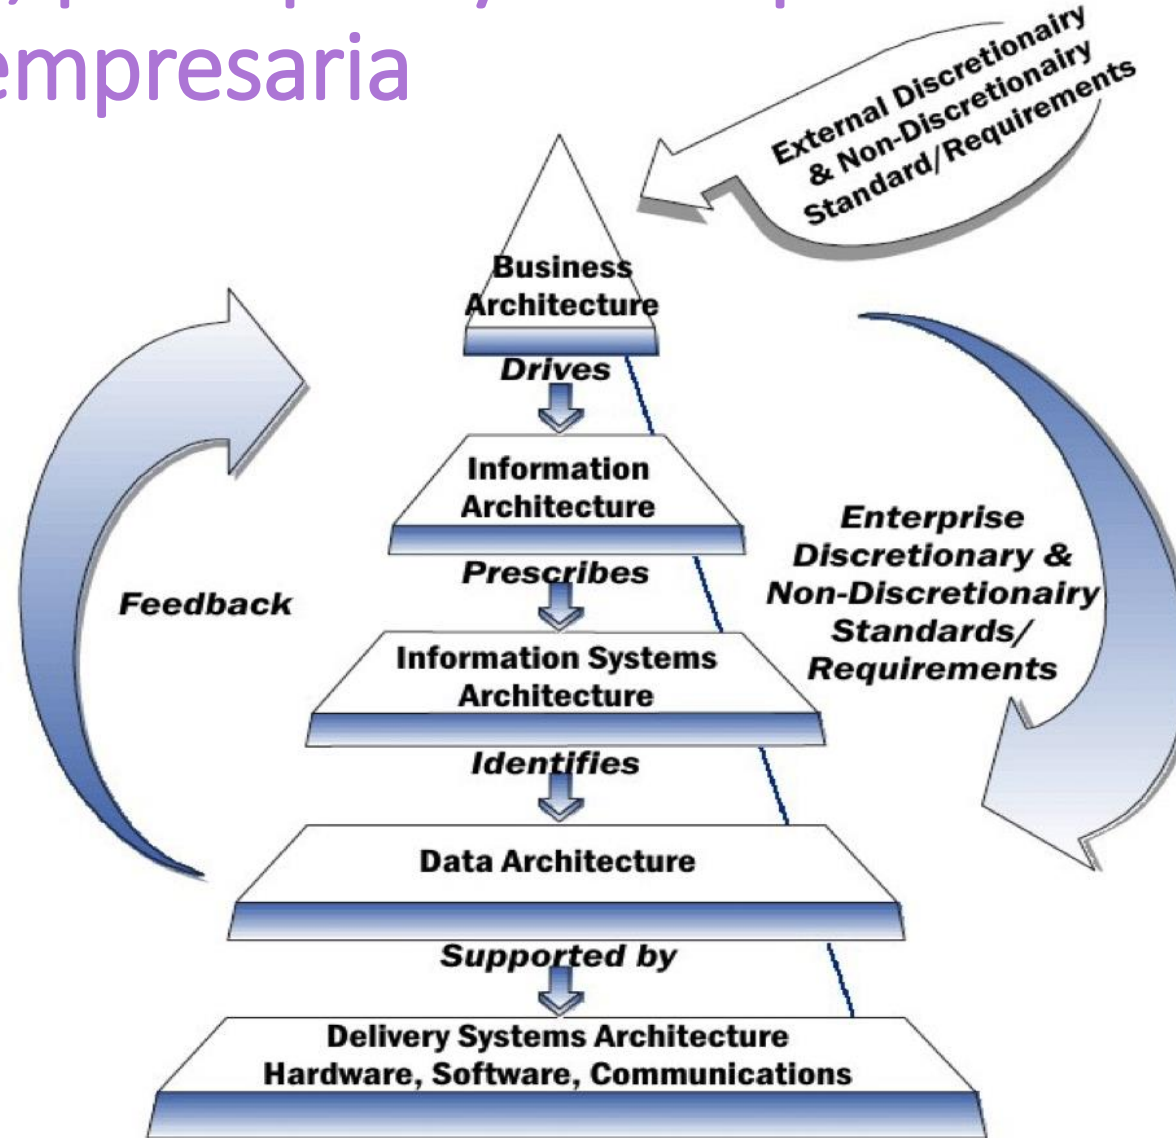 empresaria
External Discretionairy
& Non-Discretionairy
Standard/Requirements
Business
Architecture
Drives
Information
Architecture
Prescribes
Feedback
Enterprise
Discretionary &
Non-Discretionairy
Standards/
Requirements
Information Systems
Architecture
Identifies
Data Architecture
Supported by
Delivery Systems Architecture
Hardware, Software, Communications